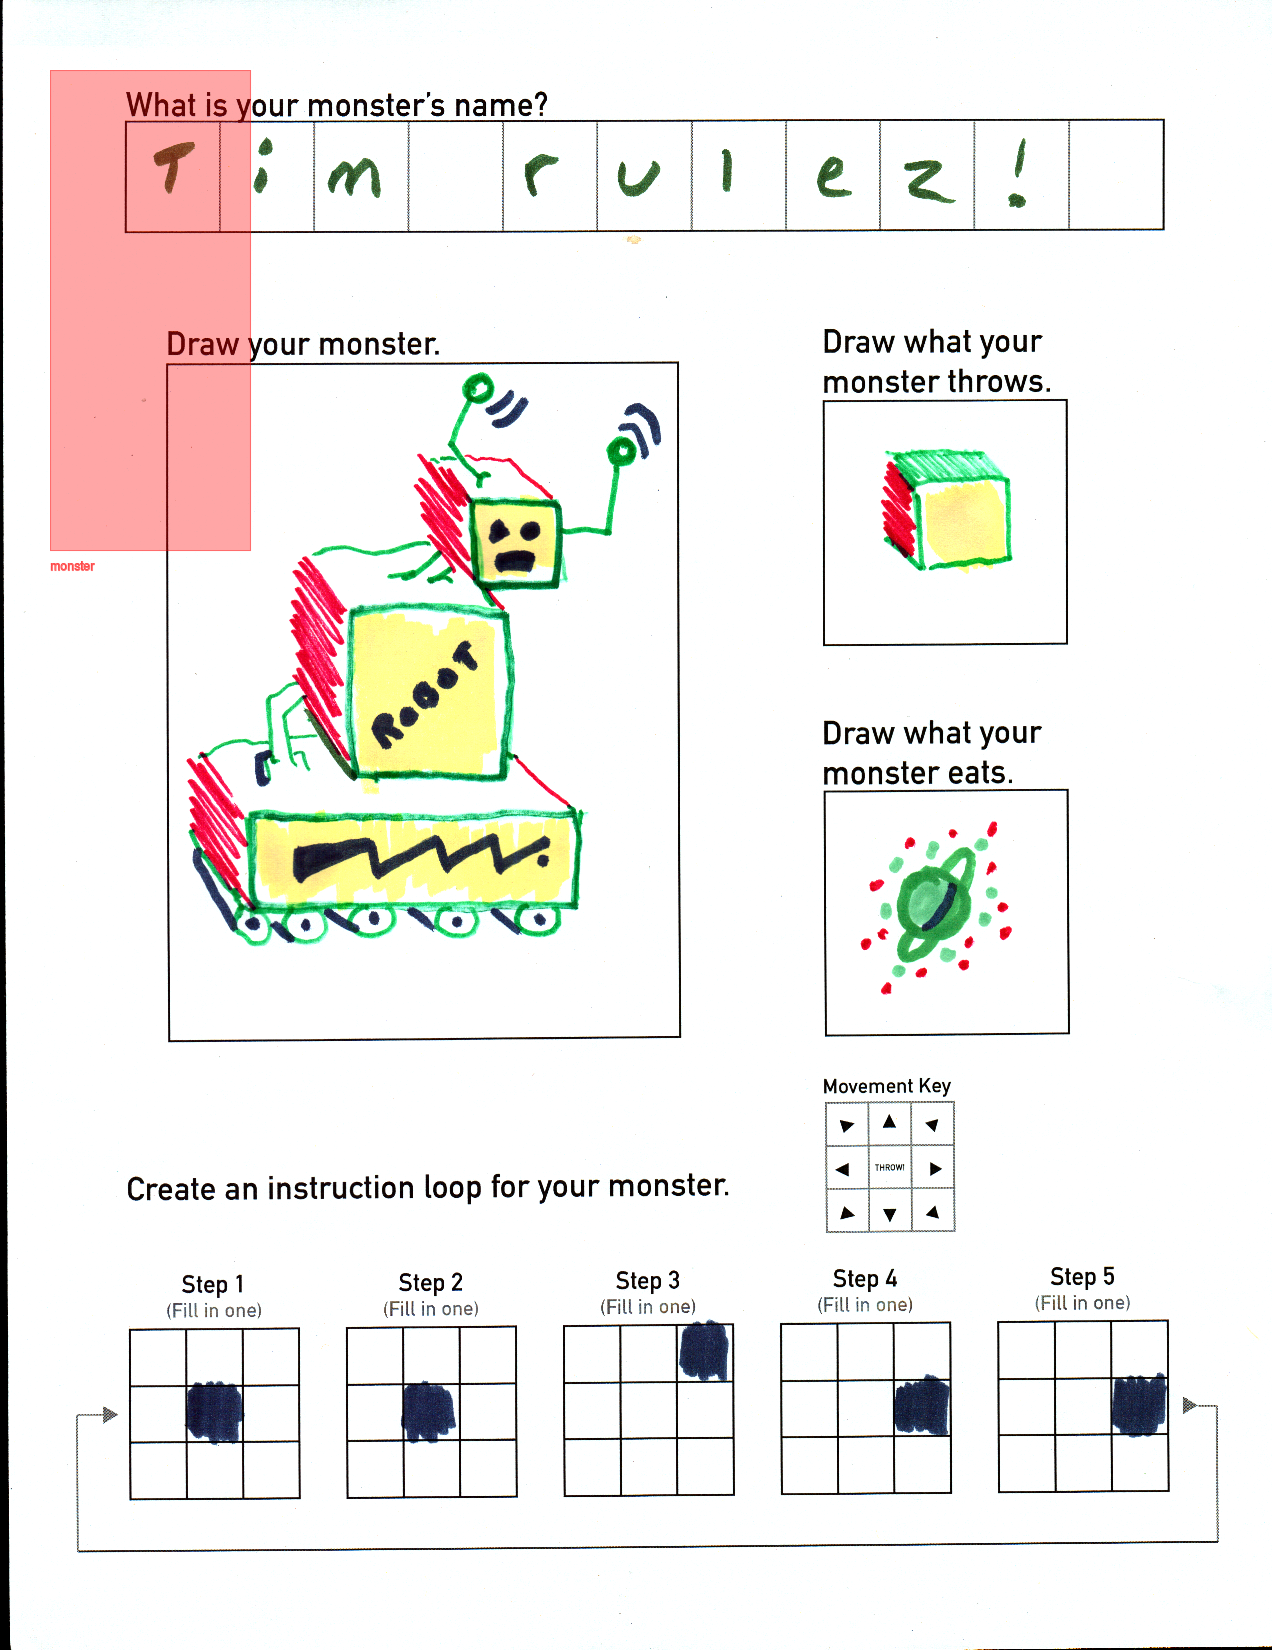 What is your monster's name?
Tim rulez!
Draw your monster.
Draw what your
monster throws.
monster
ROBOT
Draw what your
monster eats.
Movement Key
THROW!
Create an instruction loop for your monster.
Step 1
(Fill in one)
Step 2
(Fill in one)
Step 3
(Fill in one)
Step 4
(Fill in one)
Step 5
(Fill in one)